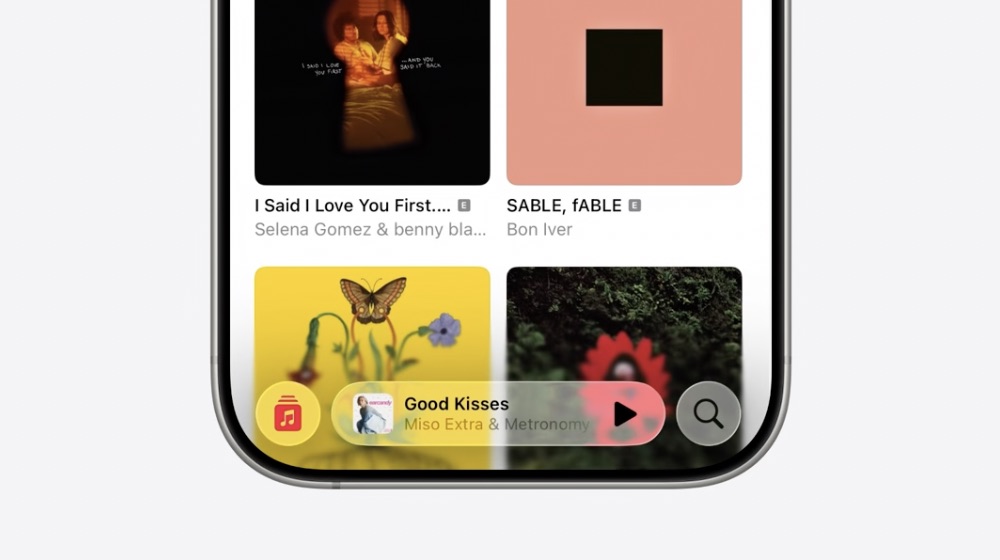 I SAID I LOVE
YOU FIRST
...AND YOU
SAID IT BACK
I Said I Love You First.... E
Selena Gomez & benny bla...
SABLE, fABLE E
Bon Iver
Good Kisses
Miso Extra & Metronomy